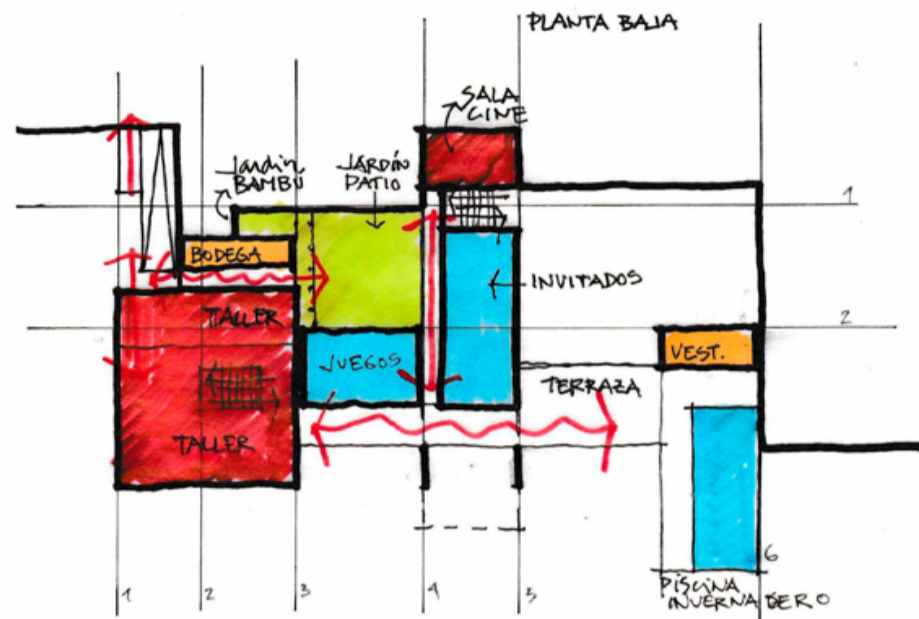 PLANTA BAJA
SALA
CINE
Jardin
BAMBÚ
JARDÍN
PATIO
1
BODEGA
INVITADOS
TALLER
2
JUEGOS
VEST.
TERRAZA
TALLER
6
1
2
3
4
5
PISCINA
INVERNADERO